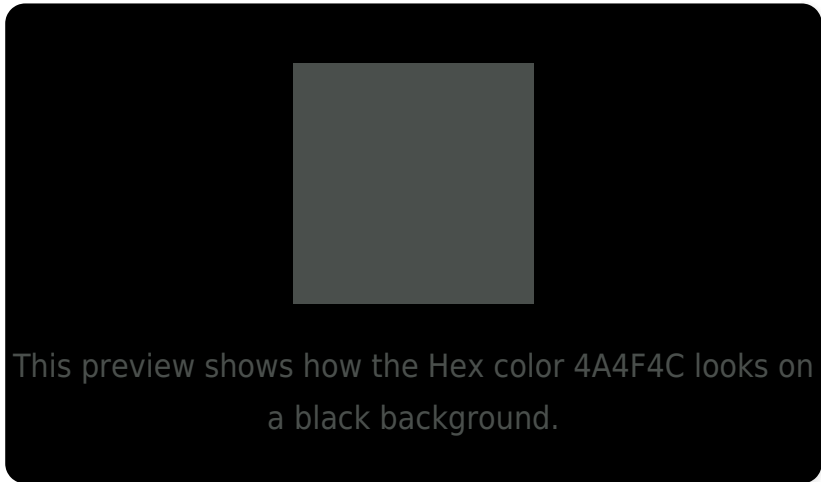 This preview shows how the Hex color 4A4F4C looks on
a black background.